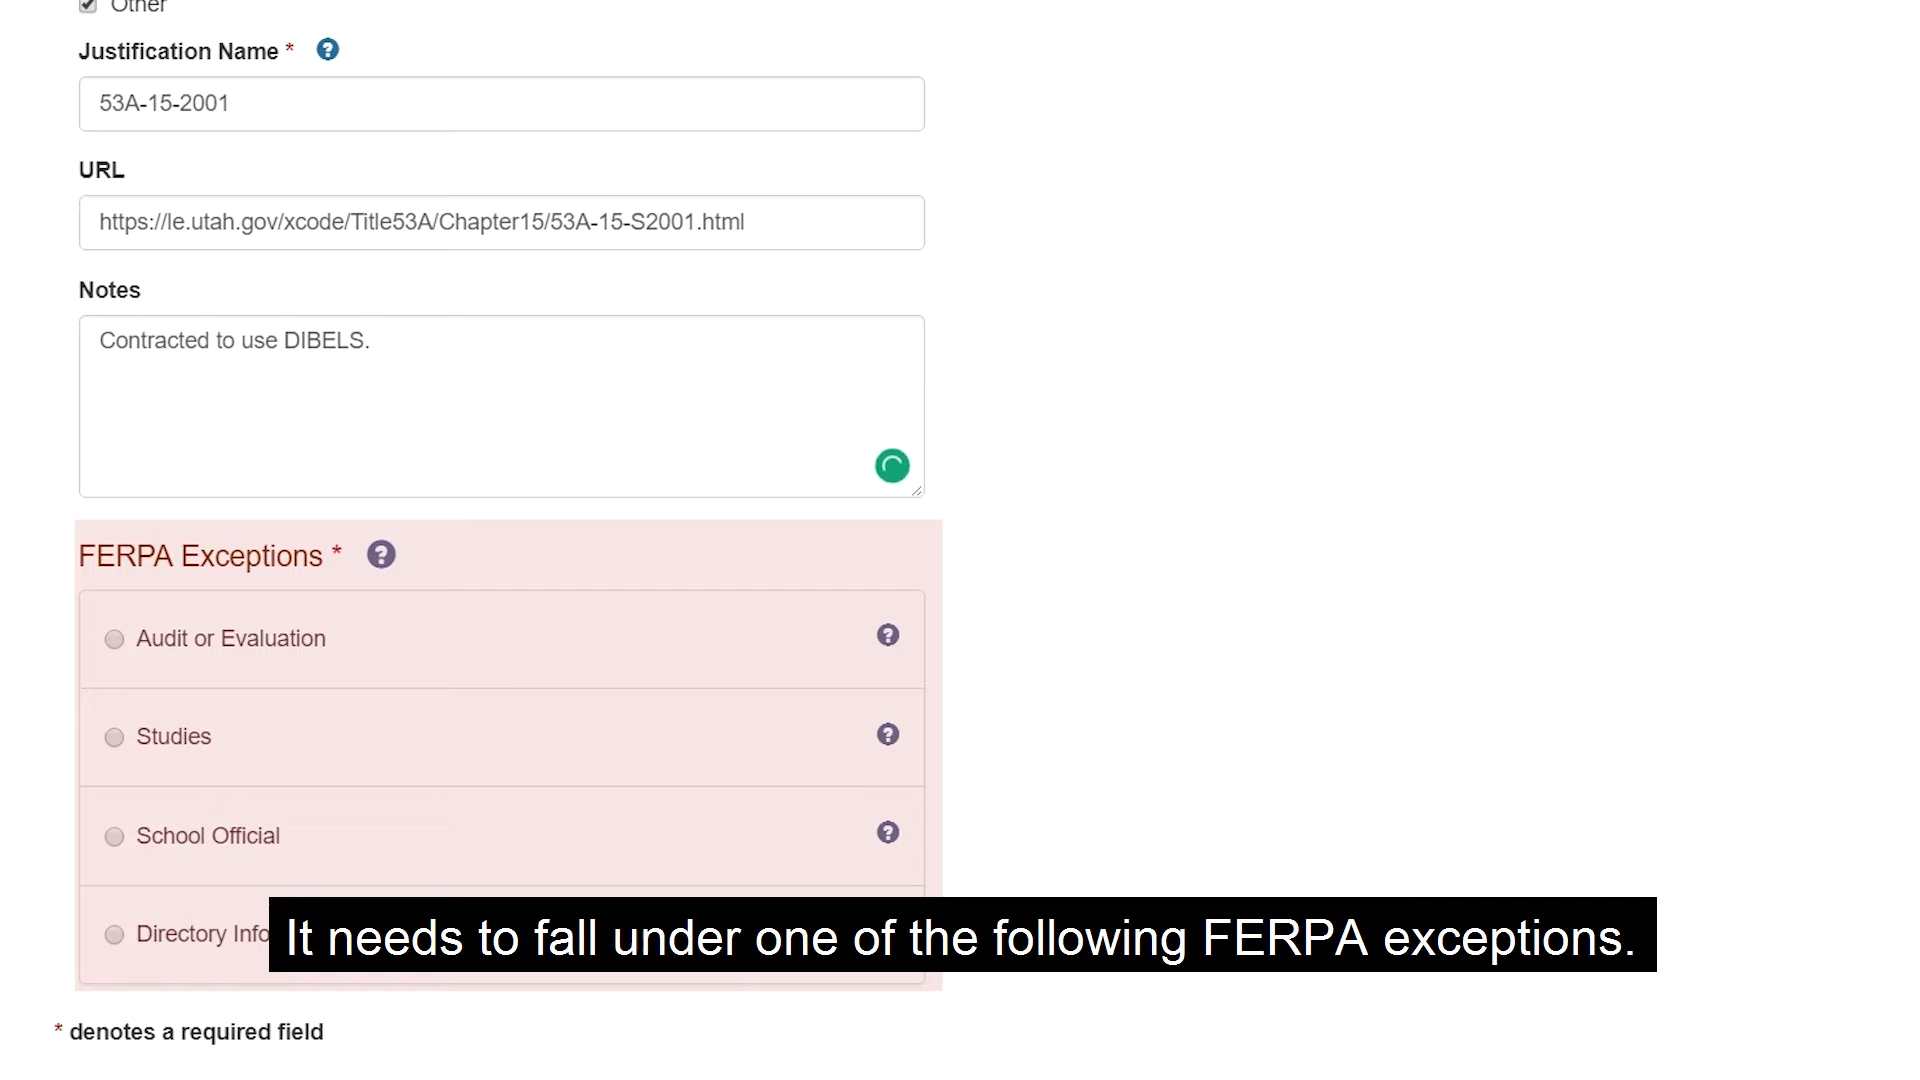 Other
Justification Name *
53A-15-2001
URL
https://le.utah.gov/xcode/Title53A/Chapter15/53A-15-S2001.html
Notes
Contracted to use DIBELS.
FERPA Exceptions *
Audit or Evaluation
Studies
School Official
Directory Info
It needs to fall under one of the following FERPA exceptions.
* denotes a required field